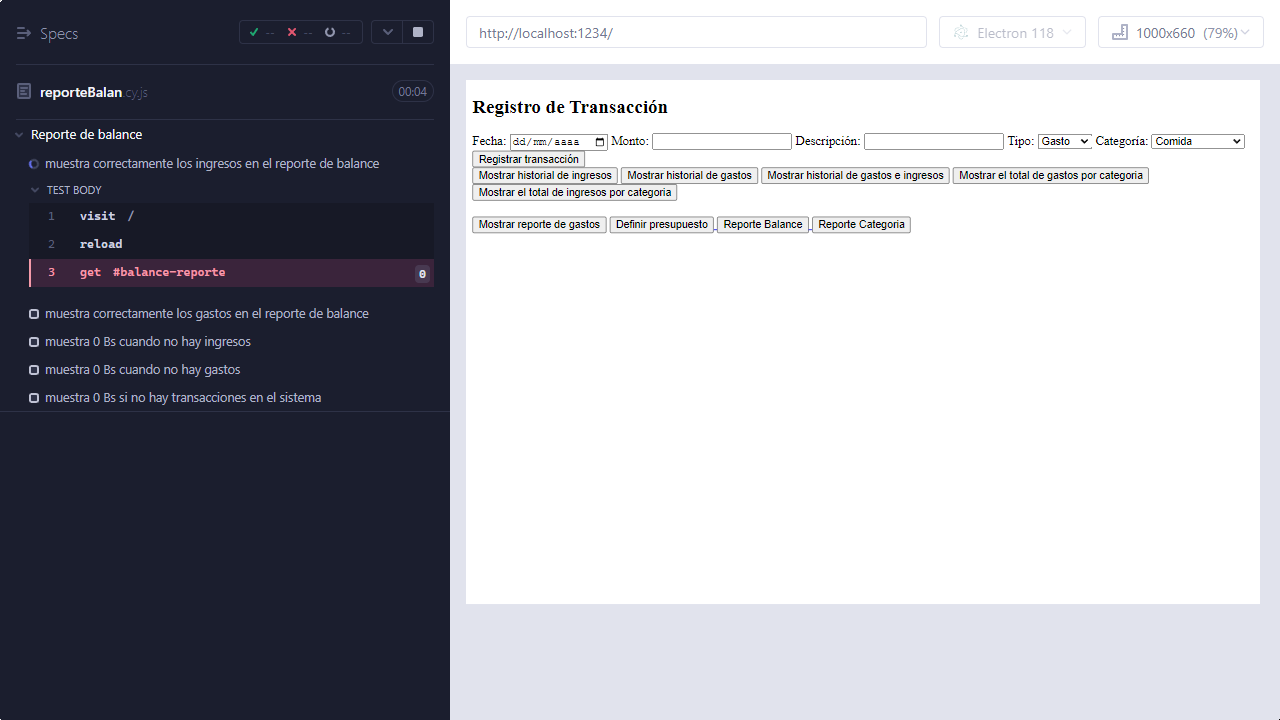 Specs
-- -- --
http://localhost:1234/
Electron 118
1000x660 (79%)
reporteBalan.cy.js
00:04
Reporte de balance
muestra correctamente los ingresos en el reporte de balance
TEST BODY
1 visit /
2 reload
3 get #balance-reporte 0
muestra correctamente los gastos en el reporte de balance
muestra 0 Bs cuando no hay ingresos
muestra 0 Bs cuando no hay gastos
muestra 0 Bs si no hay transacciones en el sistema
Registro de Transacción
Fecha: dd/mm/aaaa Monto: Descripción: Tipo: Gasto Categoría: Comida
Registrar transacción
Mostrar historial de ingresos Mostrar historial de gastos Mostrar historial de gastos e ingresos Mostrar el total de gastos por categoria
Mostrar el total de ingresos por categoria
Mostrar reporte de gastos Definir presupuesto Reporte Balance Reporte Categoria